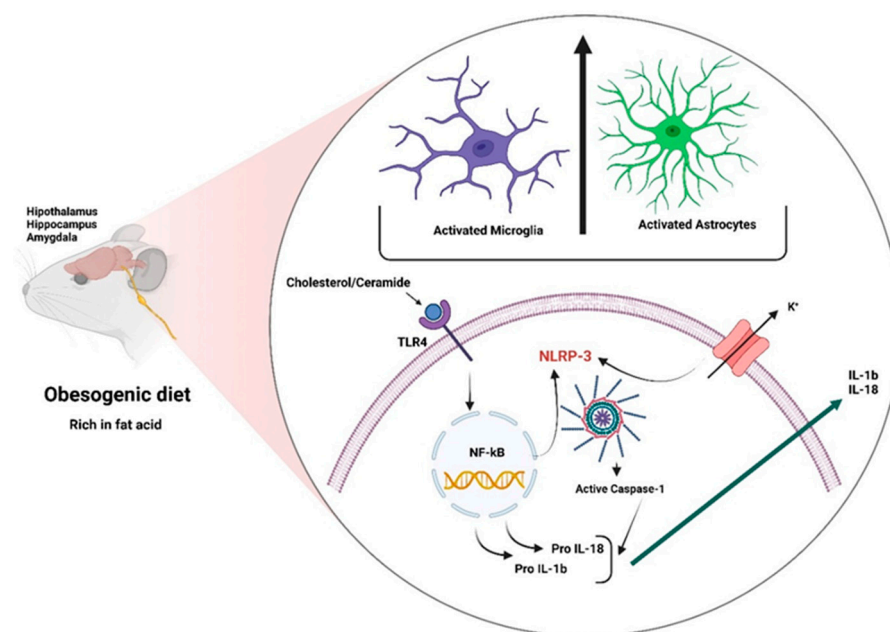 Hipothalamus
Hippocampus
Amygdala
Obesogenic diet
Rich in fat acid
Activated Microglia
Activated Astrocytes
Cholesterol/Ceramide
TLR4
NLRP-3
K+
IL-1b
IL-18
NF-kB
Active Caspase-1
Pro IL-18
Pro IL-1b